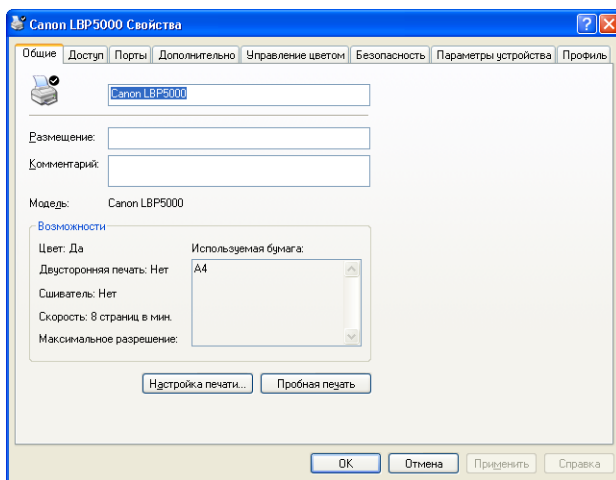 Canon LBP5000 Свойства
Общие Доступ Порты Дополнительно Управление цветом Безопасность Параметры устройства Профиль
Canon LBP5000
Размещение:
Комментарий:
Модель: Canon LBP5000
Возможности
Цвет: Да Используемая бумага:
Двусторонняя печать: Нет A4
Сшиватель: Нет
Скорость: 8 страниц в мин.
Максимальное разрешение:
Настройка печати... Пробная печать
OK Отмена Применить Справка